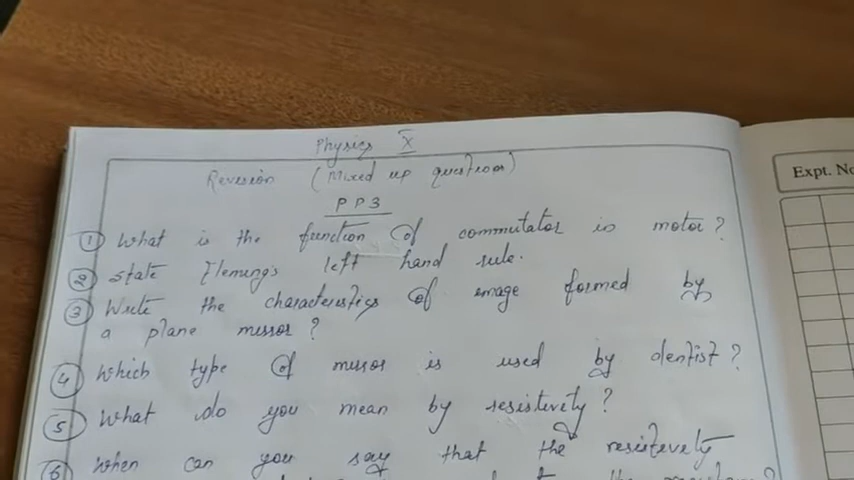 Physics X
Revision (Mixed up questions)
PP3
① What is the function of commutator in motor?
② State Fleming's left hand rule.
③ Write the characteristics of image formed by
a plane mirror?
④ Which type of mirror is used by dentist?
⑤ What do you mean by resistivity?
⑥ When can you say that the resistivity
the
Expt. No